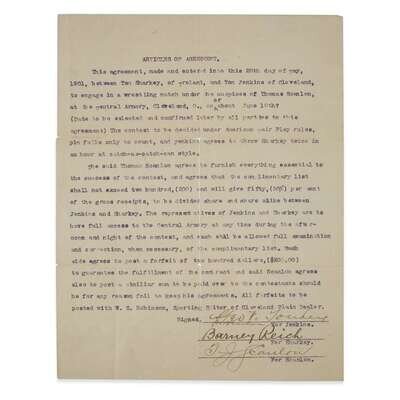 ARTICLES OF AGREEMENT.
This agreement, made and entered into this 28th day of May,
1901, between Tom Sharkey, of Ireland, and Tom Jenkins of Cleveland,
to engage in a wrestling match under the auspices of Thomas Scanlon,
or
at the Central Armory, Cleveland, O., on about June 10th?
(Date to be selected and confirmed later by all parties to this
agreement) The contest to be decided under American Fair Play rules,
pin falls only to count, and Jenkins agrees to throw Sharkey twice in
an hour at catch-as-catch-can style.
The said Thomas Scanlon agrees to furnish everything essential to
the success of the contest, and agrees that the complimentary list
shall not exceed two hundred, (200) and will give fifty, (50%) per cent
of the gross receipts, to be divided share and share alike between
Jenkins and Sharkey. The representatives of Jenkins and Sharkey are to
have full access to the Central Armory at any time during the after-
noon and night of the contest, and each shall be allowed full examination
and correction, when necessary, of the complimentary list. Each
side agrees to post a forfeit of two hundred dollars, ($200.00)
to guarantee the fulfillment of the contract and said Scanlon agrees
also to post a similar sum to be paid over to the contestants should
he for any reason fail to keep his agreements. All forfeits to be
posted with W. S. Robinson, Sporting Editor of Cleveland Plain Dealer.
Signed.
For Jenkins.
Barney Reich
For Sharkey.
T. J. Scanlon
For Scanlon.